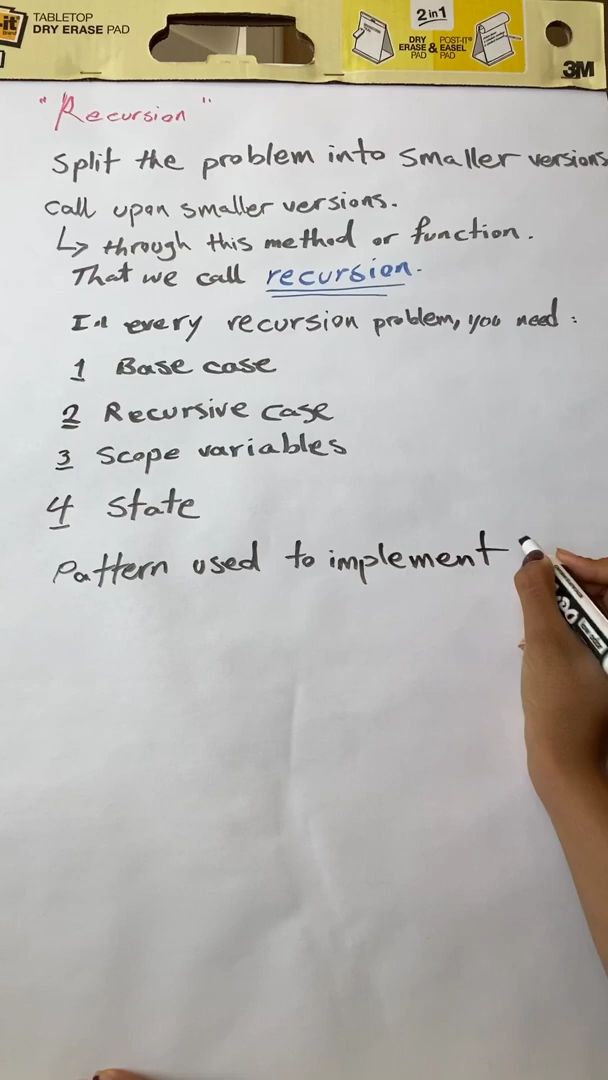 -it
Brand
TABLETOP
DRY ERASE PAD
2 in 1
DRY ERASE PAD & POST-IT® EASEL PAD
3M
"Recursion"
Split the problem into smaller versions
call upon smaller versions.
↳ through this method or function.
That we call recursion.
In every recursion problem, you need:
1 Base case
2 Recursive case
3 Scope variables
4 State
Pattern used to implement